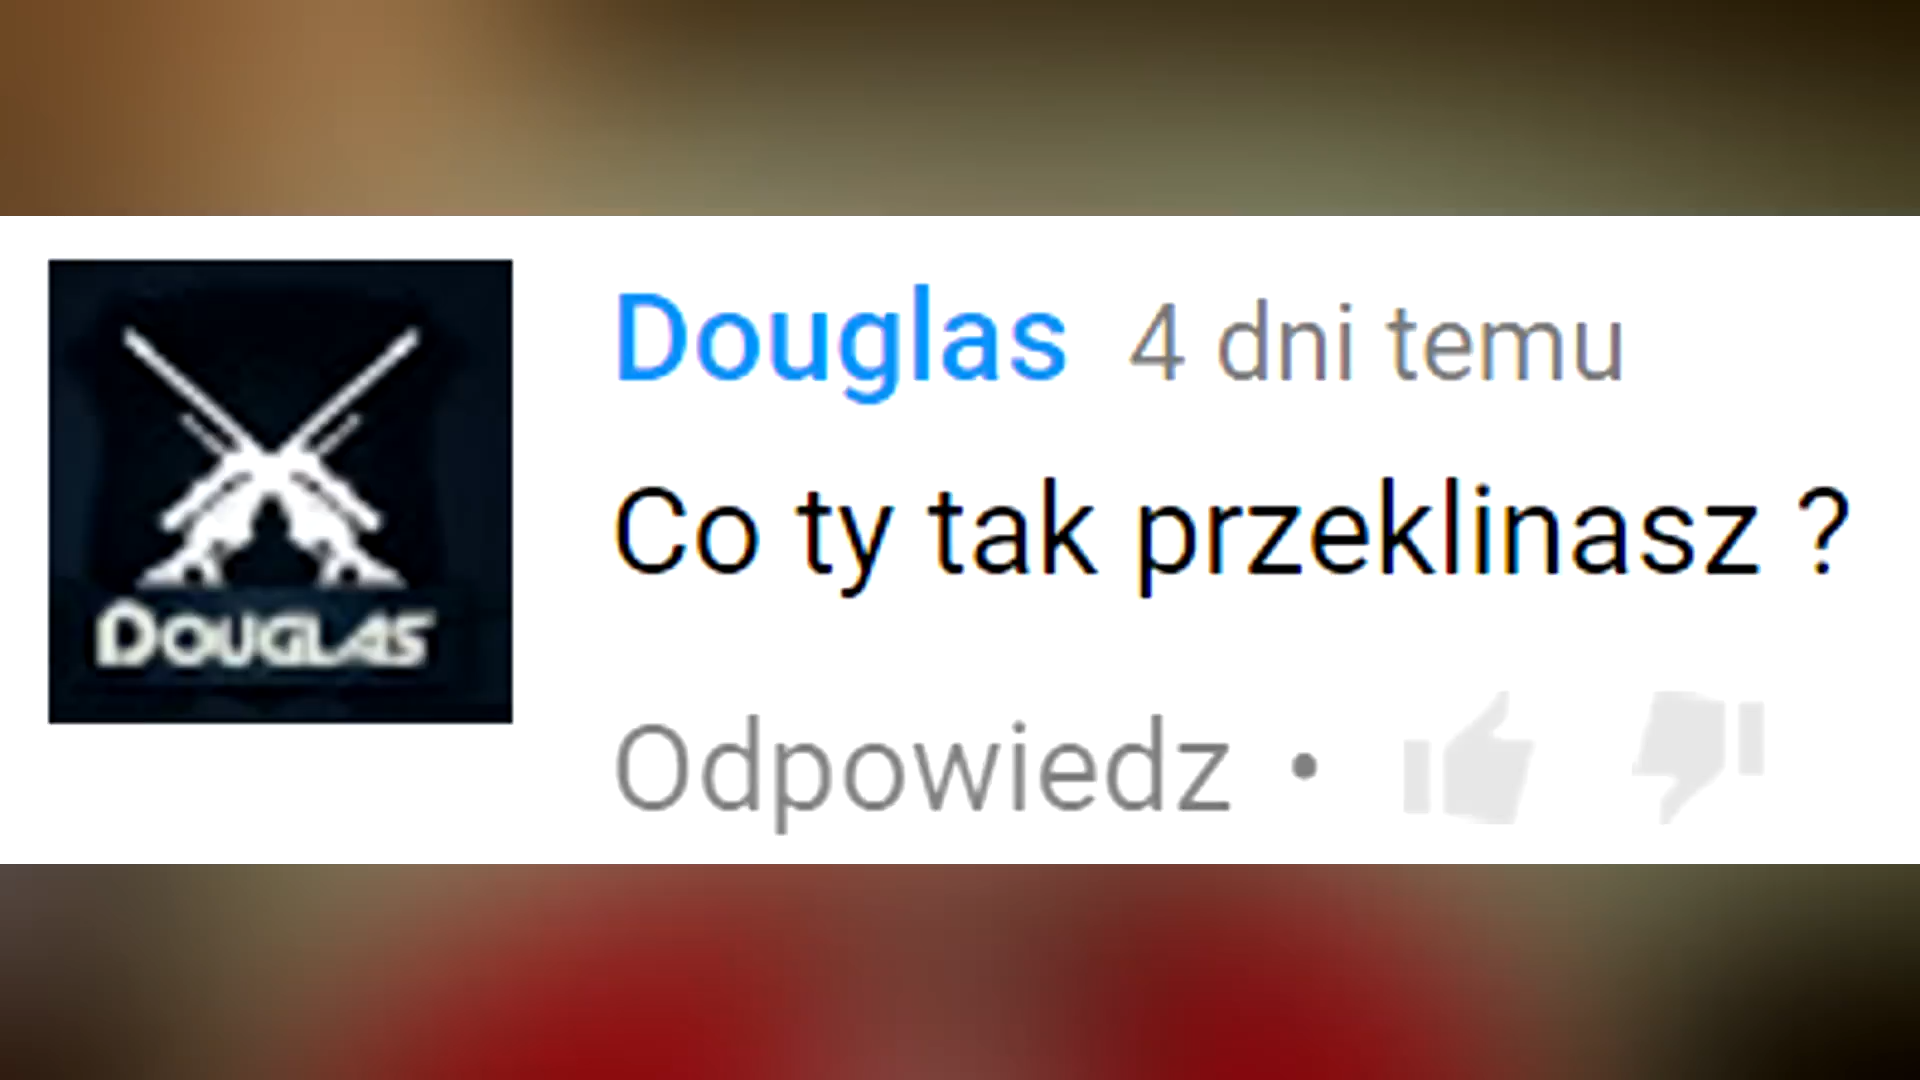 DOUGLAS
Douglas 4 dni temu
Co ty tak przeklinasz ?
Odpowiedz •